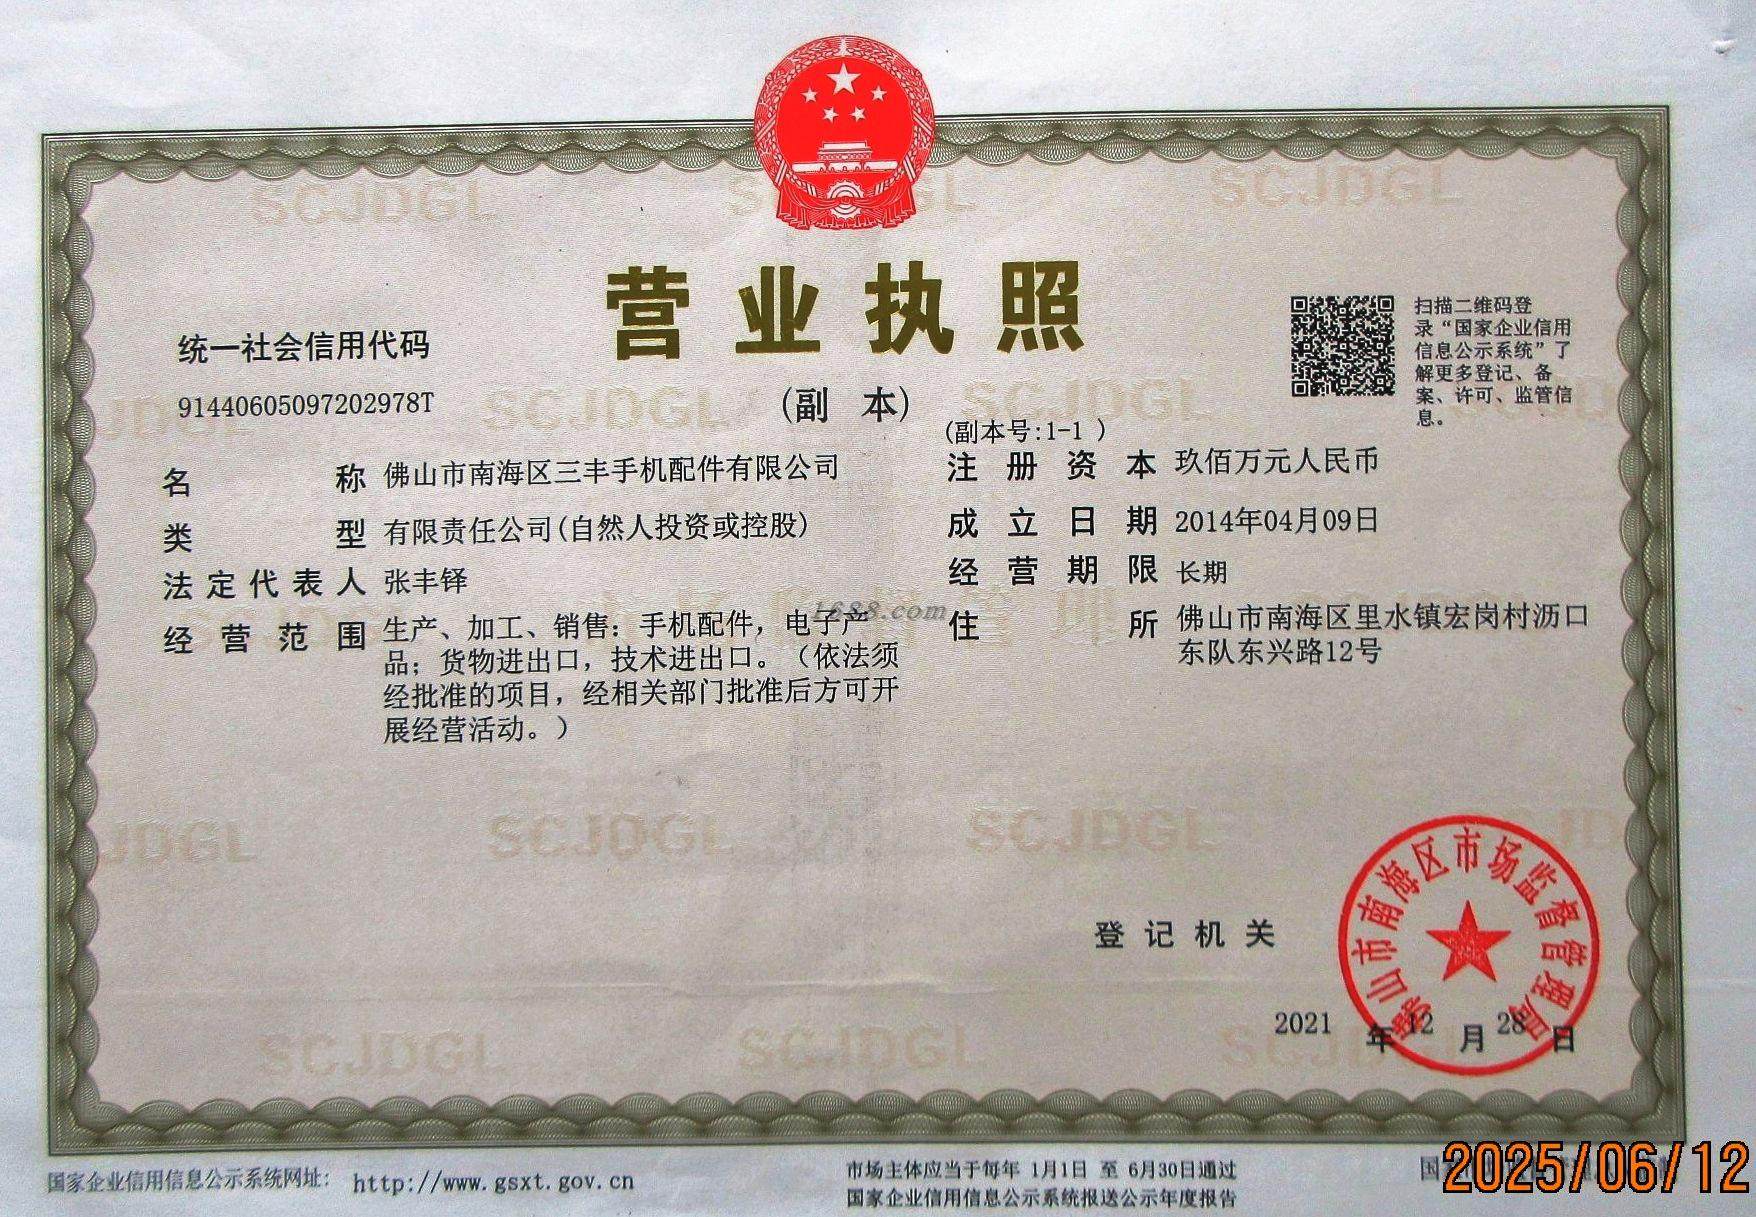 营业执照
(副 本)
(副本号:1-1 )
统一社会信用代码
91440605097202978T
扫描二维码登
录“国家企业信用
信息公示系统”了
解更多登记、备
案、许可、监管信
息。
名 称 佛山市南海区三丰手机配件有限公司
类 型 有限责任公司(自然人投资或控股)
法定代表人 张丰铎
经营范围 生产、加工、销售：手机配件，电子产
品；货物进出口，技术进出口。（依法须
经批准的项目，经相关部门批准后方可开
展经营活动。）
注册资本 玖佰万元人民币
成立日期 2014年04月09日
经营期限 长期
住 所 佛山市南海区里水镇宏岗村沥口
东队东兴路12号
1688.com
登记机关
佛山市南海区市场监督管理局
2021 年 12 月 28 日
国家企业信用信息公示系统网址: http://www.gsxt.gov.cn
市场主体应当于每年 1月1日 至 6月30日通过
国家企业信用信息公示系统报送公示年度报告
2025/06/12
SCJDGL
SCJDGL
SCJDGL
SCJDGL
SCJDGL
SCJDGL
SCJDGL
SCJDGL